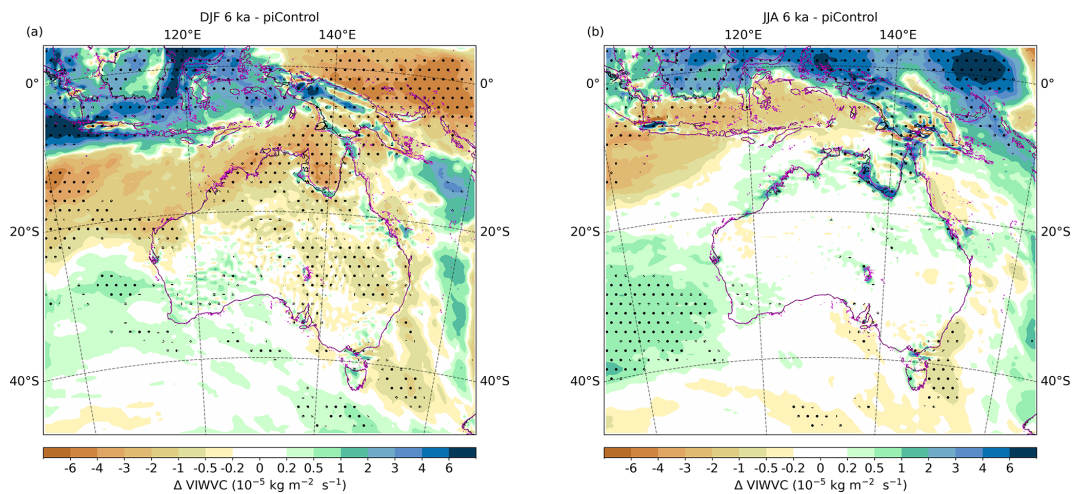 DJF 6 ka - piControl
(a)
120°E
140°E
0°
0°
20°S
20°S
40°S
40°S
-6 -4 -3 -2 -1 -0.5 -0.2 0 0.2 0.5 1 2 3 4 6
Δ VIWVC (10⁻⁵ kg m⁻² s⁻¹)
JJA 6 ka - piControl
(b)
120°E
140°E
0°
0°
20°S
20°S
40°S
40°S
-6 -4 -3 -2 -1 -0.5 -0.2 0 0.2 0.5 1 2 3 4 6
Δ VIWVC (10⁻⁵ kg m⁻² s⁻¹)